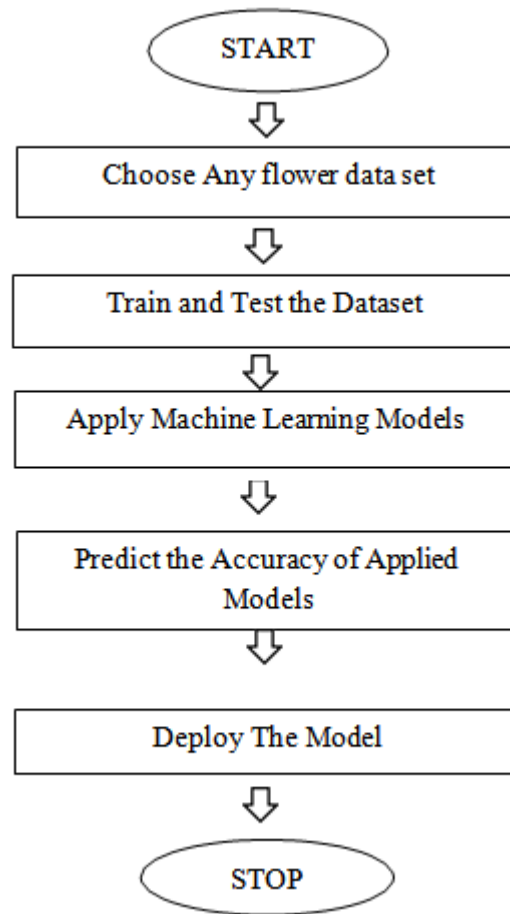 START
Choose Any flower data set
Train and Test the Dataset
Apply Machine Learning Models
Predict the Accuracy of Applied
Models
Deploy The Model
STOP